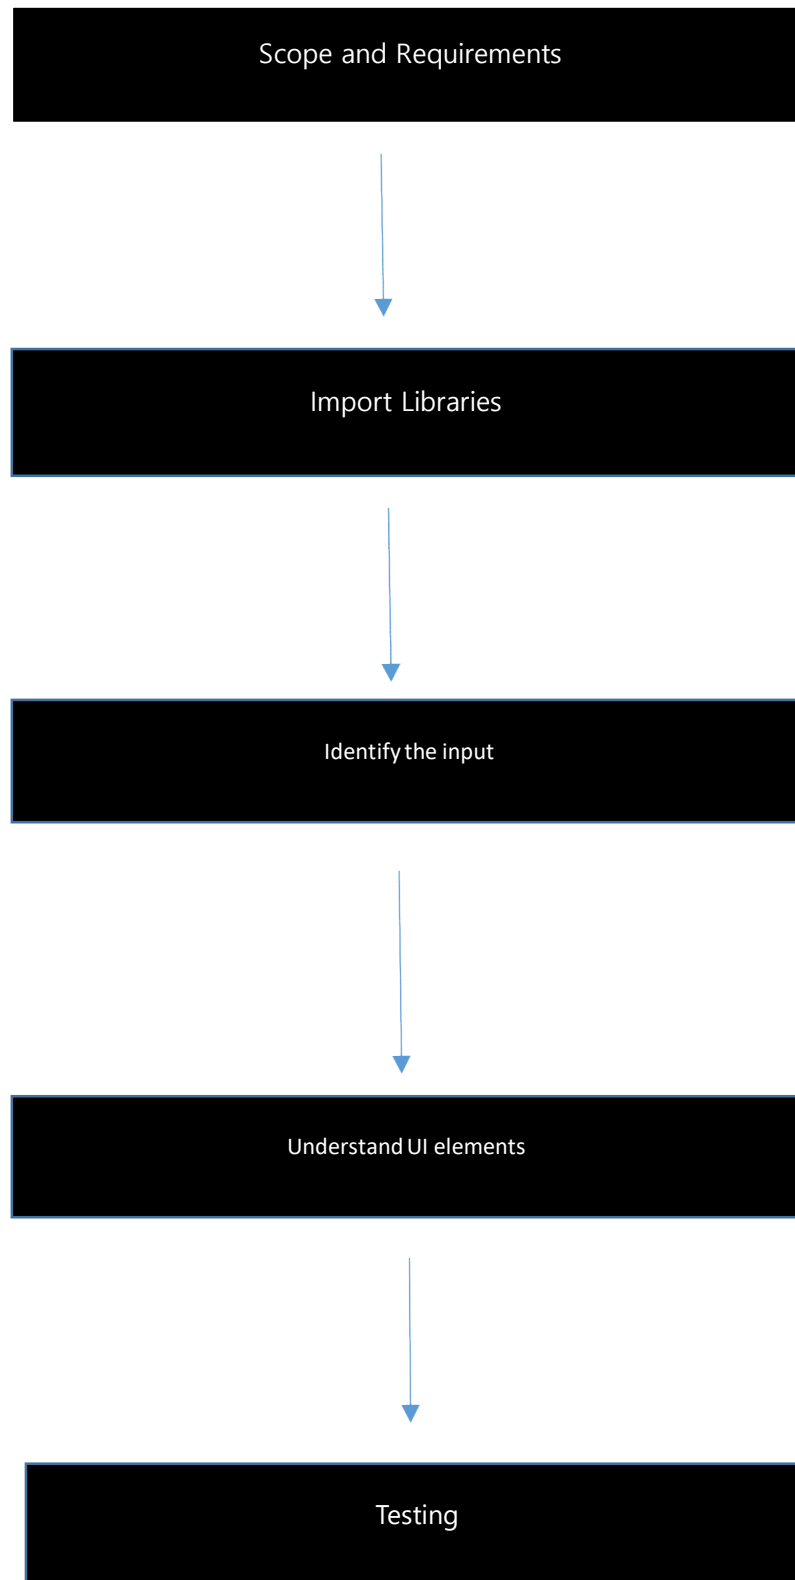 Scope and Requirements
Import Libraries
Identify the input
Understand UI elements
Testing